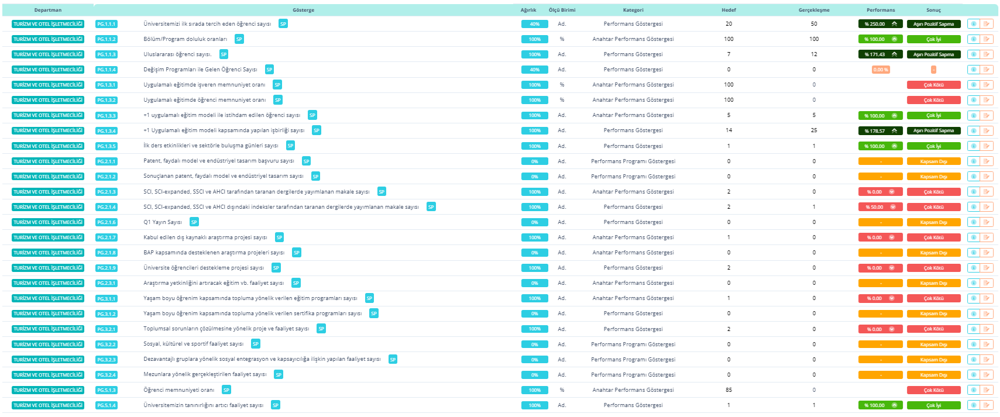 Departman Gösterge Ağırlık Ölçü Birimi Kategori Hedef Gerçekleşme Performans Sonuç
TURİZM VE OTEL İŞLETMECİLİĞİ PG.1.1.1 Üniversitemizi ilk sırada tercih eden öğrenci sayısı SP 40% Ad. Performans Göstergesi 20 50 % 250.00 Aşırı Pozitif Sapma
TURİZM VE OTEL İŞLETMECİLİĞİ PG.1.1.2 Bölüm/Program doluluk oranları SP 100% % Anahtar Performans Göstergesi 100 100 % 100.00 Çok İyi
TURİZM VE OTEL İŞLETMECİLİĞİ PG.1.1.3 Uluslararası öğrenci sayısı. SP 100% Ad. Performans Göstergesi 7 12 % 171.43 Aşırı Pozitif Sapma
TURİZM VE OTEL İŞLETMECİLİĞİ PG.1.1.4 Değişim Programları ile Gelen Öğrenci Sayısı SP 40% Ad. Performans Göstergesi 0 0 0.00 % -
TURİZM VE OTEL İŞLETMECİLİĞİ PG.1.3.1 Uygulamalı eğitimde işveren memnuniyet oranı SP 100% % Anahtar Performans Göstergesi 100 0 Çok Kötü
TURİZM VE OTEL İŞLETMECİLİĞİ PG.1.3.2 Uygulamalı eğitimde öğrenci memnuniyet oranı SP 100% % Anahtar Performans Göstergesi 100 0 Çok Kötü
TURİZM VE OTEL İŞLETMECİLİĞİ PG.1.3.3 +1 uygulamalı eğitim modeli ile istihdam edilen öğrenci sayısı SP 100% Ad. Anahtar Performans Göstergesi 5 5 % 100.00 Çok İyi
TURİZM VE OTEL İŞLETMECİLİĞİ PG.1.3.4 +1 Uygulamalı eğitim modeli kapsamında yapılan işbirliği sayısı SP 100% Ad. Performans Göstergesi 14 25 % 178.57 Aşırı Pozitif Sapma
TURİZM VE OTEL İŞLETMECİLİĞİ PG.1.3.5 İlk ders etkinlikleri ve sektörle buluşma günleri sayısı SP 100% Ad. Performans Göstergesi 1 1 % 100.00 Çok İyi
TURİZM VE OTEL İŞLETMECİLİĞİ PG.2.1.1 Patent, faydalı model ve endüstriyel tasarım başvuru sayısı SP 0% Ad. Performans Programı Göstergesi 0 0 - Kapsam Dışı
TURİZM VE OTEL İŞLETMECİLİĞİ PG.2.1.2 Sonuçlanan patent, faydalı model ve endüstriyel tasarım sayısı SP 0% Ad. Performans Programı Göstergesi 0 0 - Kapsam Dışı
TURİZM VE OTEL İŞLETMECİLİĞİ PG.2.1.3 SCI, SCI-expanded, SSCI ve AHCI tarafından taranan dergilerde yayımlanan makale sayısı SP 100% Ad. Anahtar Performans Göstergesi 2 0 % 0.00 Çok Kötü
TURİZM VE OTEL İŞLETMECİLİĞİ PG.2.1.4 SCI, SCI-expanded, SSCI ve AHCI dışındaki indeksler tarafından taranan dergilerde yayımlanan makale sayısı SP 100% Ad. Performans Göstergesi 2 1 % 50.00 Çok Kötü
TURİZM VE OTEL İŞLETMECİLİĞİ PG.2.1.6 Q1 Yayın Sayısı SP 0% Ad. Performans Göstergesi 0 0 - Kapsam Dışı
TURİZM VE OTEL İŞLETMECİLİĞİ PG.2.1.7 Kabul edilen dış kaynaklı araştırma projesi sayısı SP 100% Ad. Anahtar Performans Göstergesi 1 0 % 0.00 Çok Kötü
TURİZM VE OTEL İŞLETMECİLİĞİ PG.2.1.8 BAP kapsamında desteklenen araştırma projeleri sayısı SP 0% Ad. Anahtar Performans Göstergesi 0 0 - Kapsam Dışı
TURİZM VE OTEL İŞLETMECİLİĞİ PG.2.1.9 Üniversite öğrencileri destekleme projesi sayısı SP 100% Ad. Performans Göstergesi 2 0 % 0.00 Çok Kötü
TURİZM VE OTEL İŞLETMECİLİĞİ PG.2.3.1 Araştırma yetkinliğini artıracak eğitim vb. faaliyet sayısı SP 0% Ad. Anahtar Performans Göstergesi 0 0 - Kapsam Dışı
TURİZM VE OTEL İŞLETMECİLİĞİ PG.3.1.1 Yaşam boyu öğrenim kapsamında topluma yönelik verilen eğitim programları sayısı SP 100% Ad. Anahtar Performans Göstergesi 1 0 % 0.00 Çok Kötü
TURİZM VE OTEL İŞLETMECİLİĞİ PG.3.1.2 Yaşam boyu öğrenim kapsamında topluma yönelik verilen sertifika programları sayısı SP 0% Ad. Performans Göstergesi 0 0 - Kapsam Dışı
TURİZM VE OTEL İŞLETMECİLİĞİ PG.3.2.1 Toplumsal sorunların çözülmesine yönelik proje ve faaliyet sayısı SP 100% Ad. Performans Göstergesi 2 0 % 0.00 Çok Kötü
TURİZM VE OTEL İŞLETMECİLİĞİ PG.3.2.2 Sosyal, kültürel ve sportif faaliyet sayısı SP 0% Ad. Performans Programı Göstergesi 0 0 - Kapsam Dışı
TURİZM VE OTEL İŞLETMECİLİĞİ PG.3.2.3 Dezavantajlı gruplara yönelik sosyal entegrasyon ve kapsayıcılığa ilişkin yapılan faaliyet sayısı SP 0% Ad. Performans Programı Göstergesi 0 0 - Kapsam Dışı
TURİZM VE OTEL İŞLETMECİLİĞİ PG.3.2.4 Mezunlara yönelik gerçekleştirilen faaliyet sayısı SP 0% Ad. Performans Programı Göstergesi 0 0 - Kapsam Dışı
TURİZM VE OTEL İŞLETMECİLİĞİ PG.5.1.3 Öğrenci memnuniyeti oranı SP 100% % Anahtar Performans Göstergesi 85 0 Çok Kötü
TURİZM VE OTEL İŞLETMECİLİĞİ PG.5.1.4 Üniversitemizin tanınırlığını artıcı faaliyet sayısı SP 100% Ad. Performans Göstergesi 1 1 % 100.00 Çok İyi